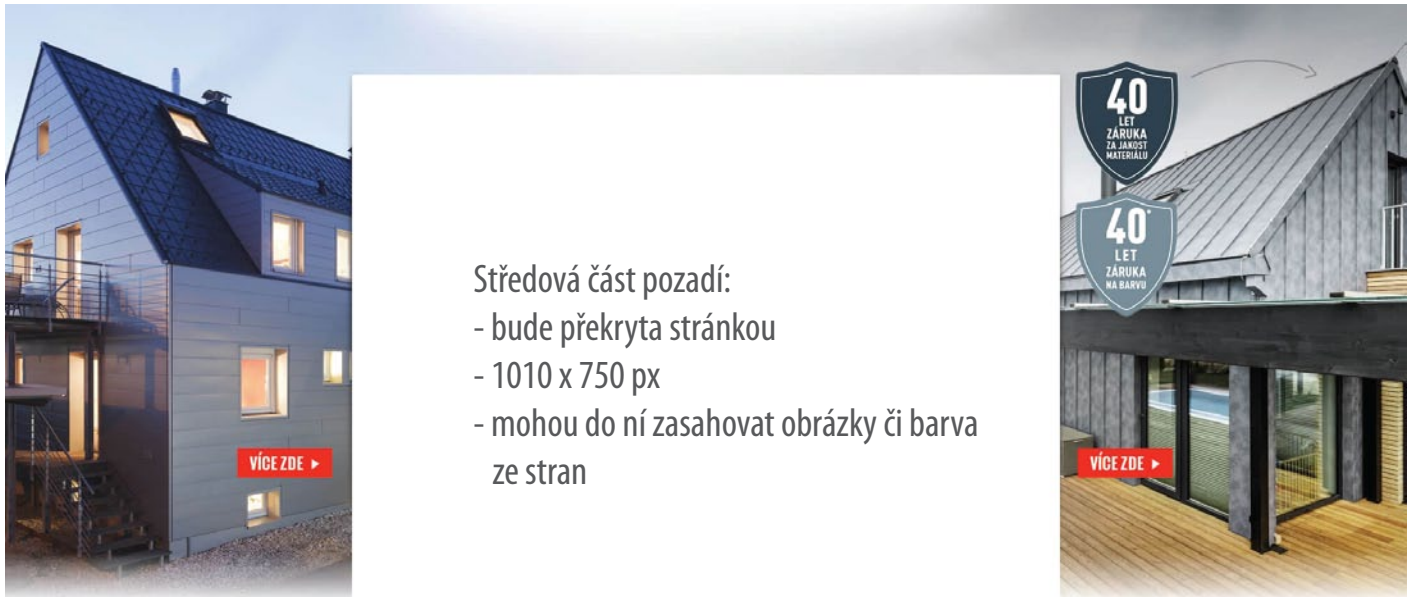 Středová část pozadí:
- bude překryta stránkou
- 1010 x 750 px
- mohou do ní zasahovat obrázky či barva
ze stran
VÍCE ZDE
40
LET
ZÁRUKA
ZA JAKOST
MATERIÁLU
40*
LET
ZÁRUKA
NA BARVU
VÍCE ZDE